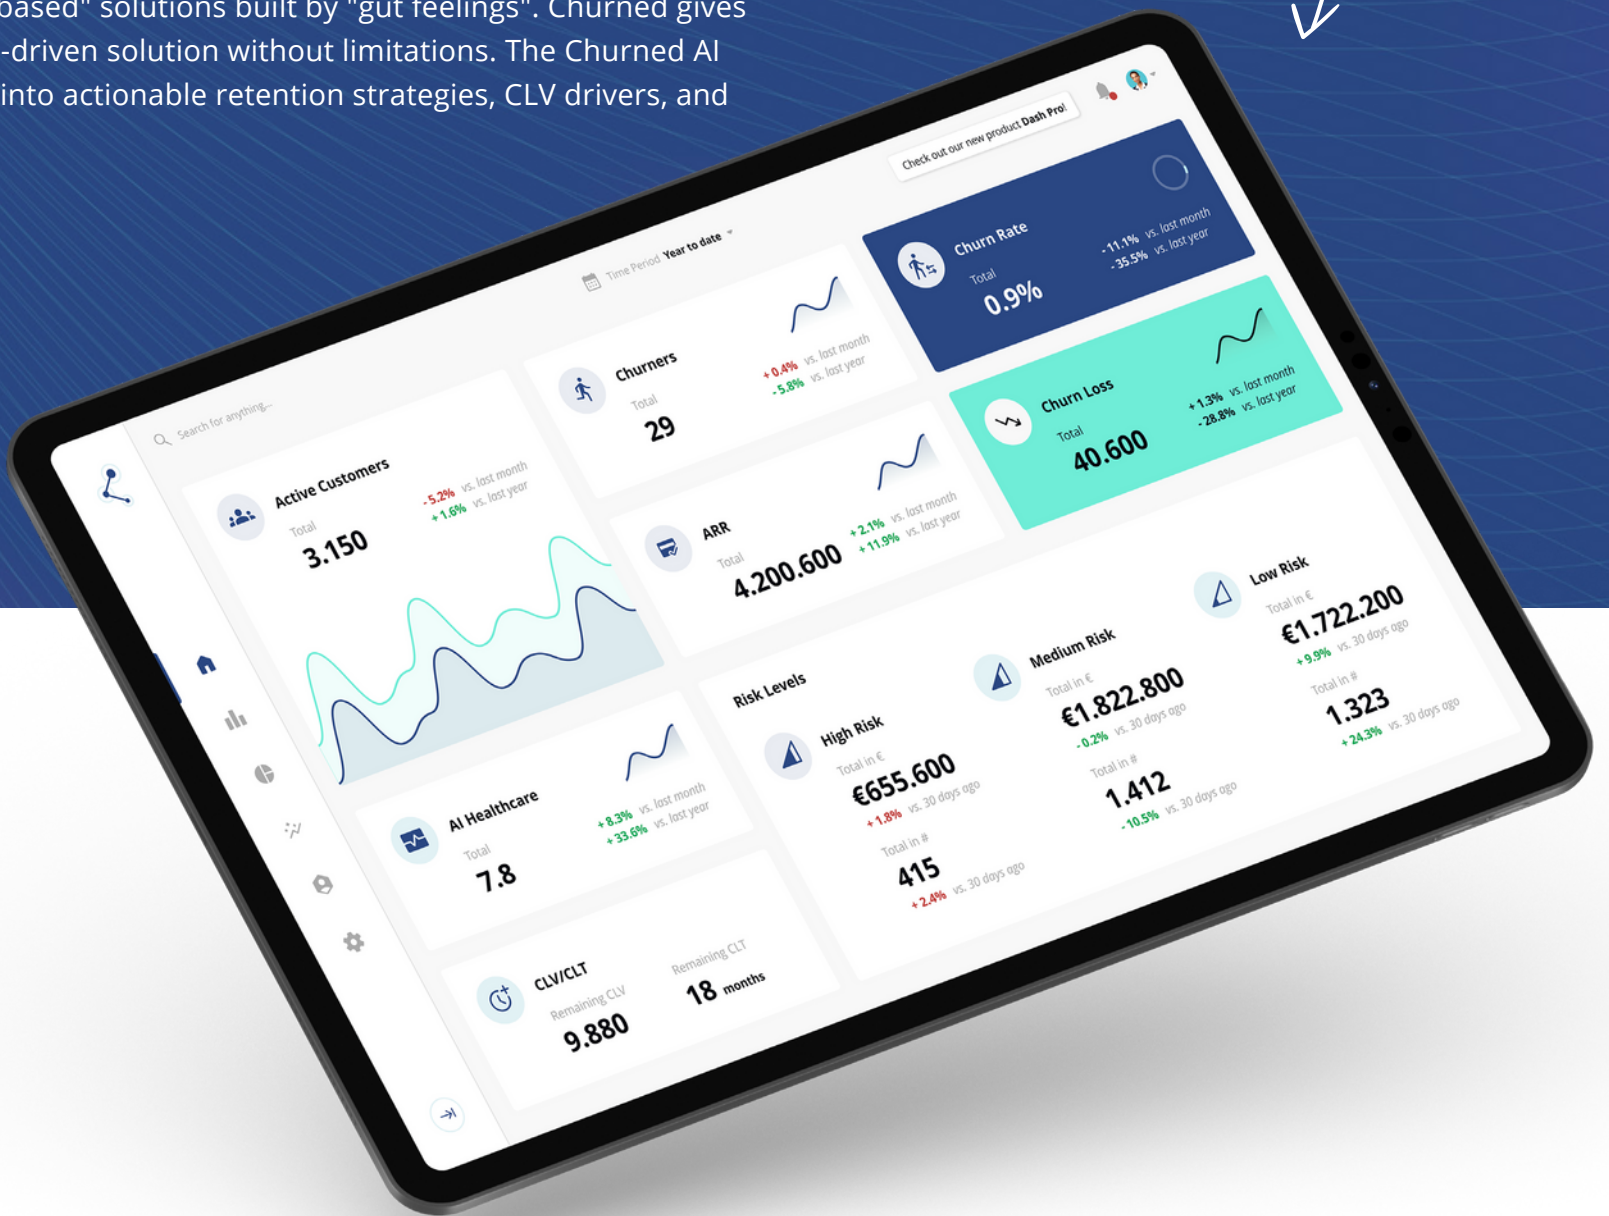 based" solutions built by "gut feelings". Churned gives
-driven solution without limitations. The Churned AI
into actionable retention strategies, CLV drivers, and
Check out our new product Dash Pro!
Search for anything...
Time Period Year to date
Active Customers
Total
3.150
- 5.2% vs. last month
+ 1.6% vs. last year
Churners
Total
29
+ 0.4% vs. last month
- 5.8% vs. last year
Churn Rate
Total
0.9%
- 11.1% vs. last month
- 35.5% vs. last year
ARR
Total
4.200.600
+ 2.1% vs. last month
+ 11.9% vs. last year
Churn Loss
Total
40.600
+ 1.3% vs. last month
- 28.8% vs. last year
AI Healthcare
Total
7.8
+ 8.3% vs. last month
+ 33.6% vs. last year
CLV/CLT
Remaining CLV
9.880
Remaining CLT
18 months
Risk Levels
High Risk
Total in €
€655.600
+ 1.8% vs. 30 days ago
Total in #
415
+ 2.4% vs. 30 days ago
Medium Risk
Total in €
€1.822.800
- 0.2% vs. 30 days ago
Total in #
1.412
- 10.5% vs. 30 days ago
Low Risk
Total in €
€1.722.200
+ 9.9% vs. 30 days ago
Total in #
1.323
+ 24.3% vs. 30 days ago